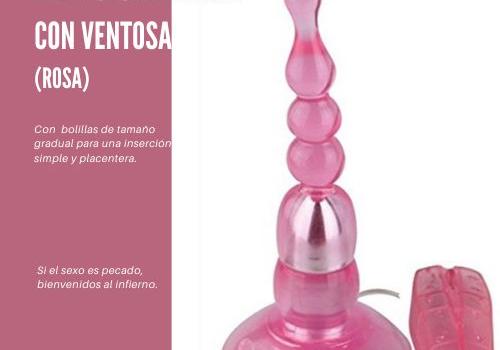 CON VENTOSA
(ROSA)
Con bolillas de tamaño
gradual para una inserción
simple y placentera.
Si el sexo es pecado,
bienvenidos al infierno.